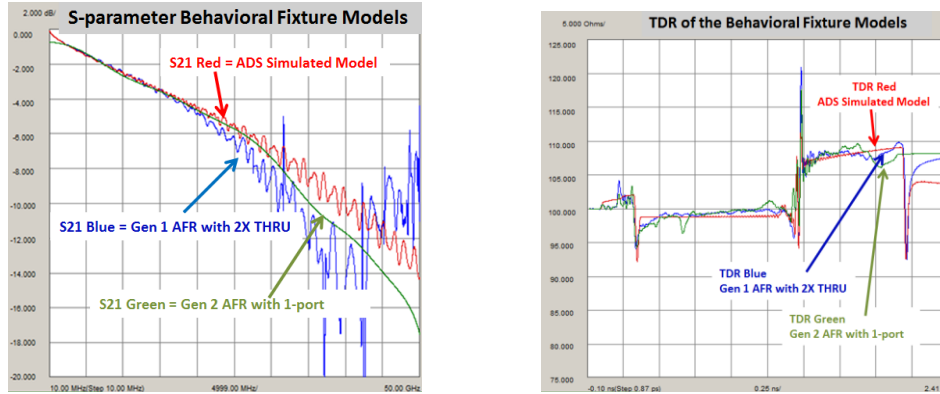 S-parameter Behavioral Fixture Models
2.000 dB/
0.000
-2.000
-4.000
-6.000
-8.000
-10.000
-12.000
-14.000
-16.000
-18.000
-20.000
S21 Red = ADS Simulated Model
S21 Blue = Gen 1 AFR with 2X THRU
S21 Green = Gen 2 AFR with 1-port
10.00 MHz(Step 10.00 MHz)
4999.00 MHz/
50.00 GHz
TDR of the Behavioral Fixture Models
5.000 Ohms/
125.000
120.000
115.000
110.000
105.000
100.000
95.000
90.000
85.000
80.000
75.000
TDR Red
ADS Simulated Model
TDR Blue
Gen 1 AFR with 2X THRU
TDR Green
Gen 2 AFR with 1-port
-0.10 ns(Step 0.87 ps)
0.25 ns/
2.41